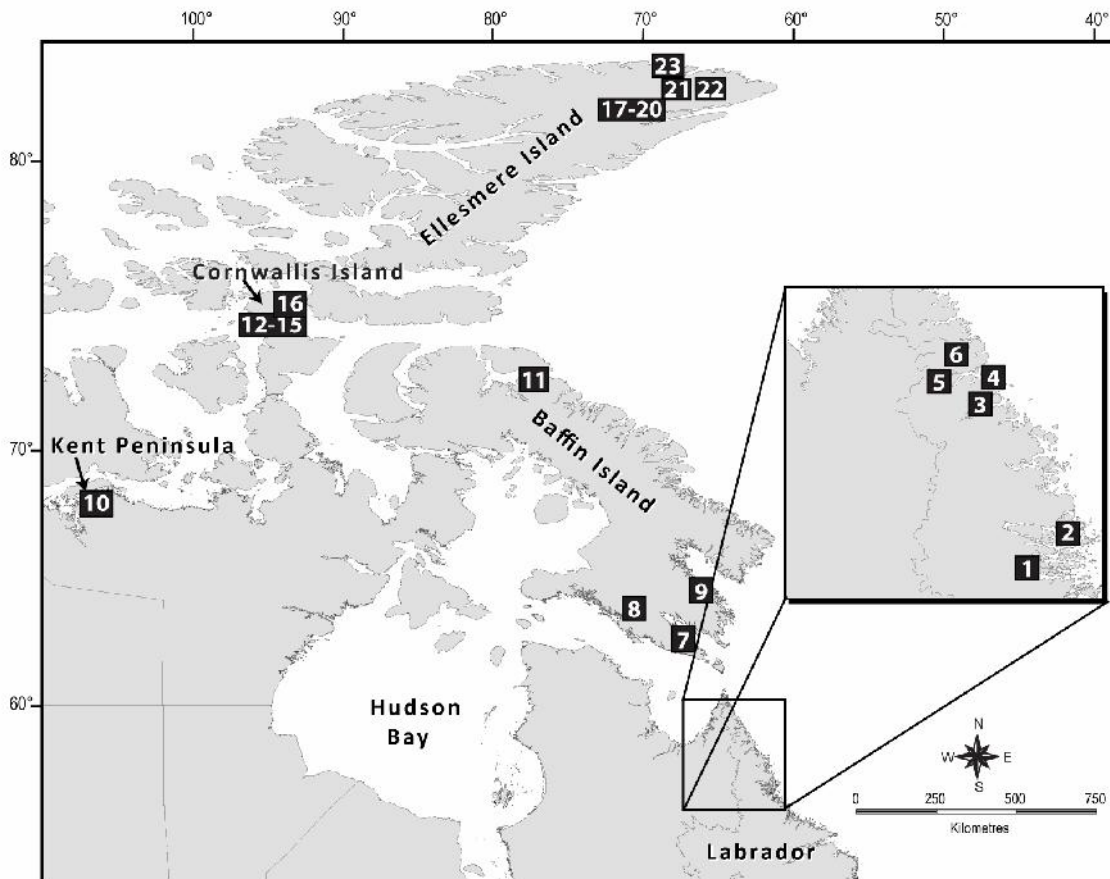 100° 90° 80° 70° 60° 50° 40°
23
21 22
17-20
80°
Ellesmere Island
Cornwallis Island
16
12-15
11
Baffin Island
70°
Kent Peninsula
10
6
5 4
3
2
1
9
8
7
60°
Hudson
Bay
N
W E
S
0 250 500 750
Kilometres
Labrador